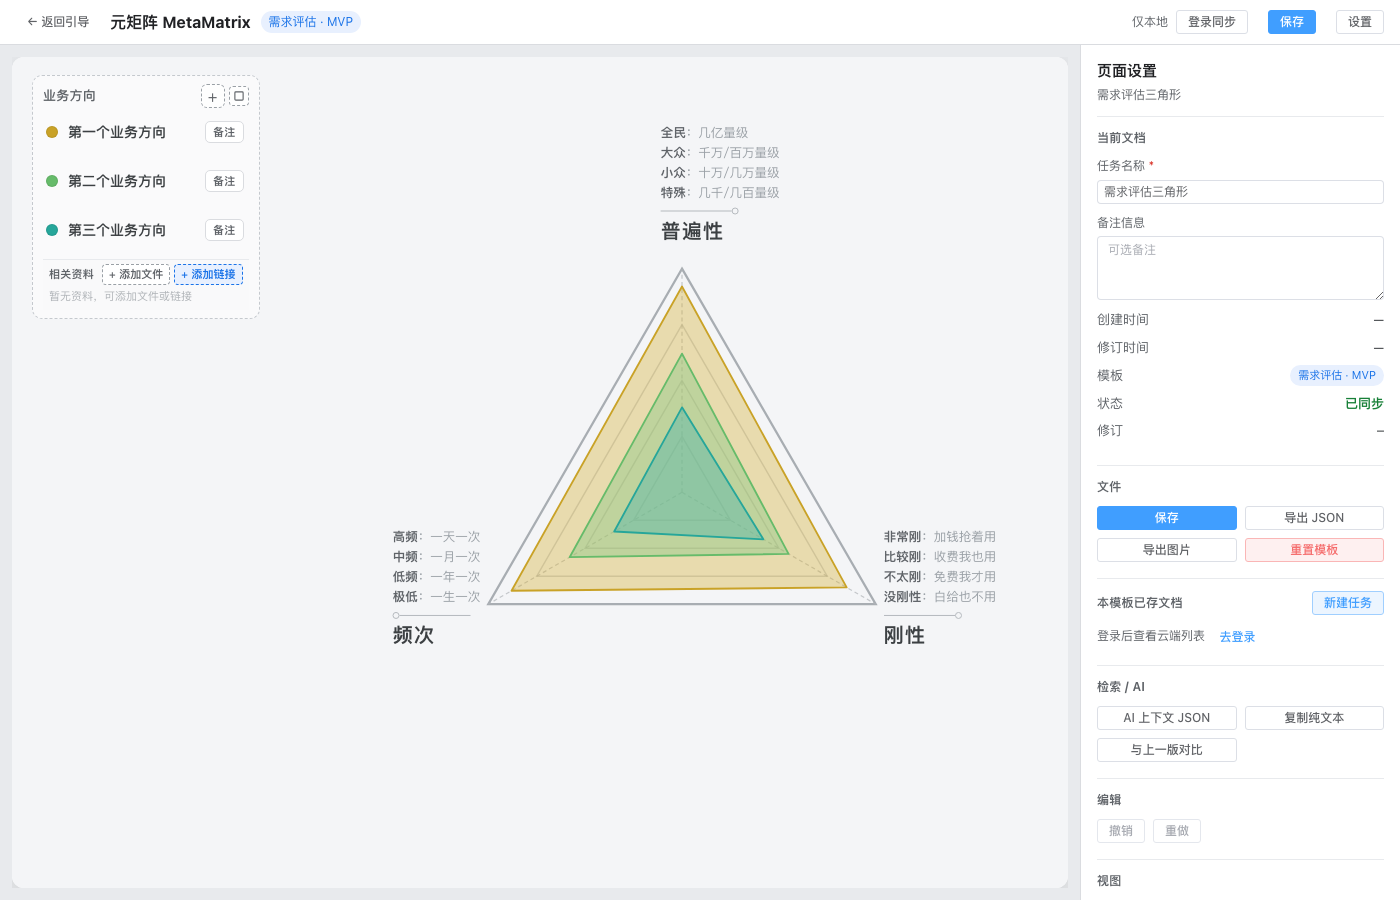 ← 返回引导
元矩阵 MetaMatrix
需求评估 · MVP
仅本地
登录同步
保存
设置
业务方向
+
第一个业务方向
备注
第二个业务方向
备注
第三个业务方向
备注
相关资料
+ 添加文件
+ 添加链接
暂无资料，可添加文件或链接
全民： 几亿量级
大众： 千万/百万量级
小众： 十万/几万量级
特殊： 几千/几百量级
普遍性
高频： 一天一次
中频： 一月一次
低频： 一年一次
极低： 一生一次
频次
非常刚： 加钱抢着用
比较刚： 收费我也用
不太刚： 免费我才用
没刚性： 白给也不用
刚性
页面设置
需求评估三角形
当前文档
任务名称 *
需求评估三角形
备注信息
可选备注
创建时间 —
修订时间 —
模板 需求评估 · MVP
状态 已同步
修订 –
文件
保存
导出 JSON
导出图片
重置模板
本模板已存文档
新建任务
登录后查看云端列表 去登录
检索 / AI
AI 上下文 JSON
复制纯文本
与上一版对比
编辑
撤销
重做
视图